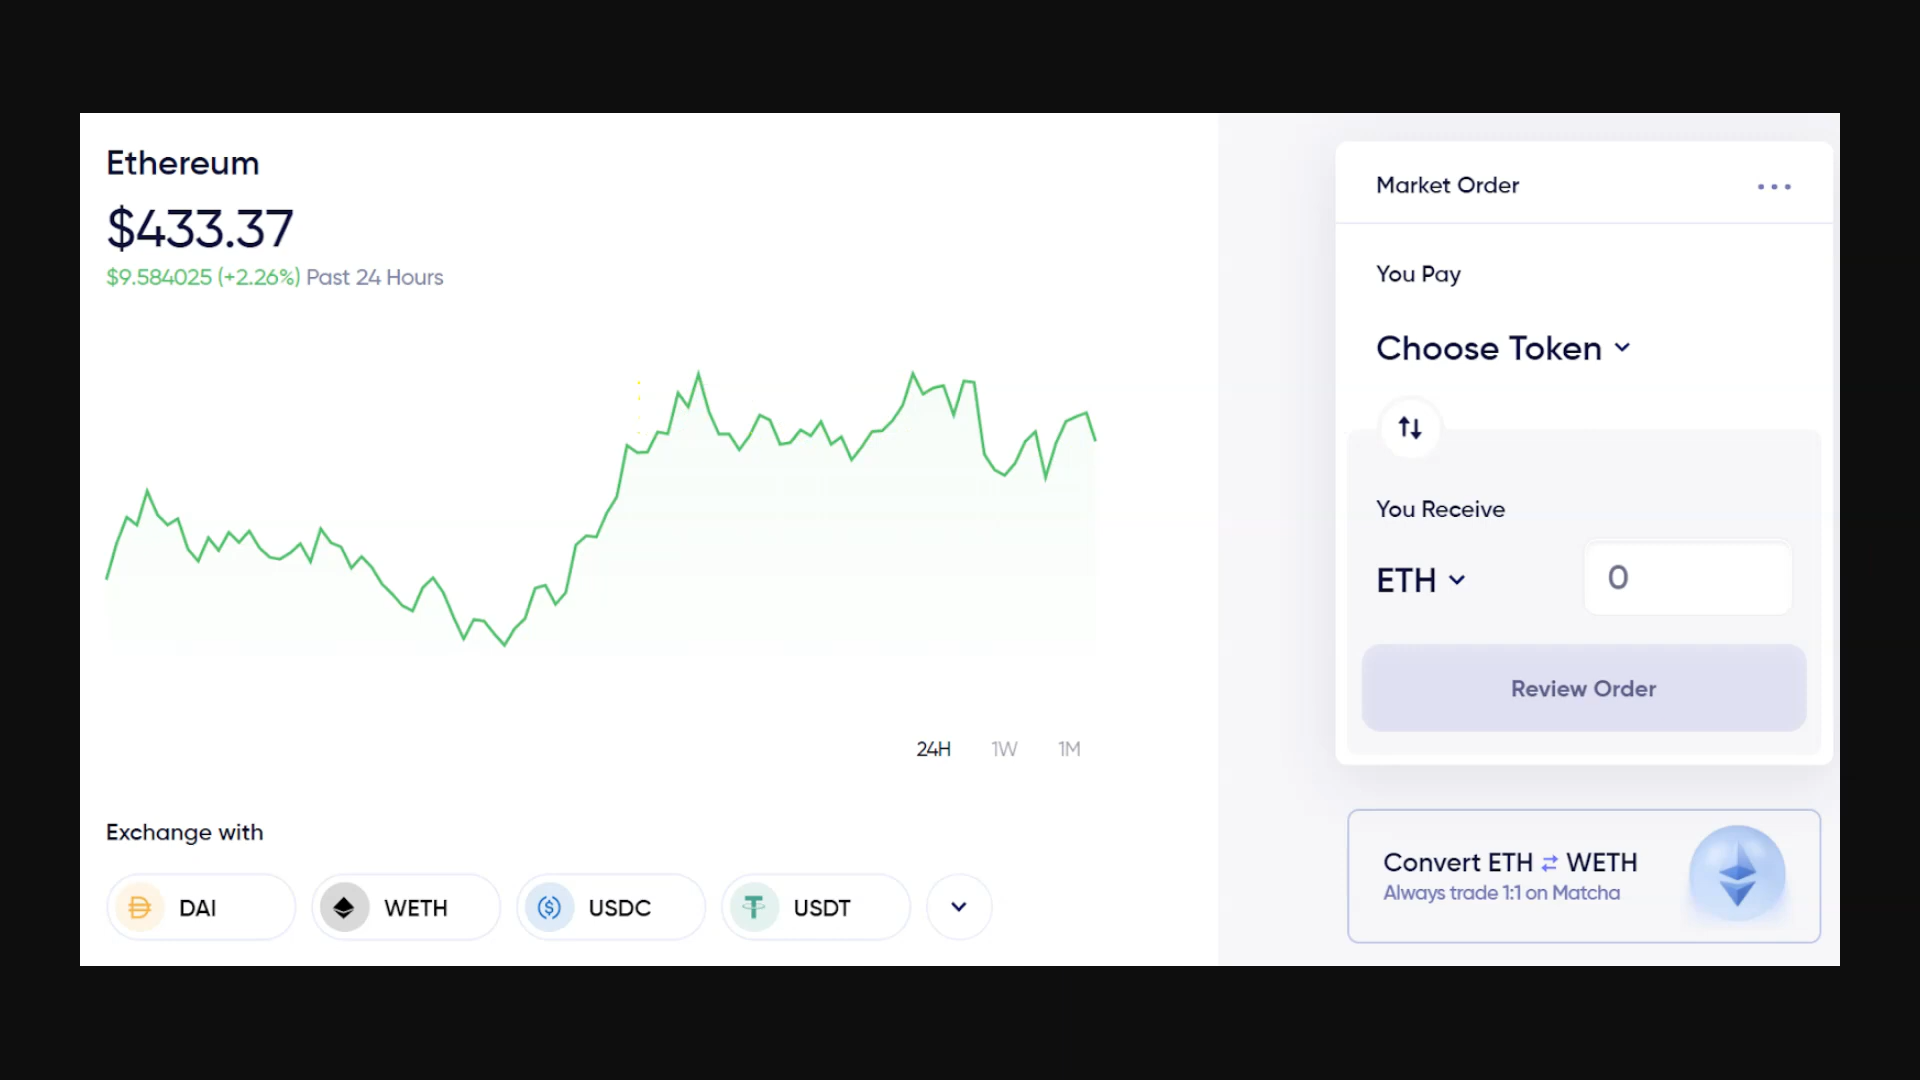 Ethereum
$433.37
$9.584025 (+2.26%) Past 24 Hours
24H 1W 1M
Exchange with
DAI WETH USDC USDT
Market Order
You Pay
Choose Token
You Receive
ETH 0
Review Order
Convert ETH ⇄ WETH
Always trade 1:1 on Matcha